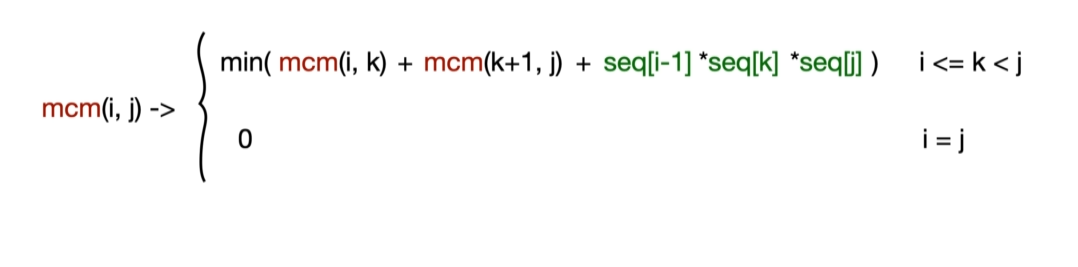 min( mcm(i, k) + mcm(k+1, j) + seq[i-1] *seq[k] *seq[j] ) i <= k < j
mcm(i, j) ->
0 i = j